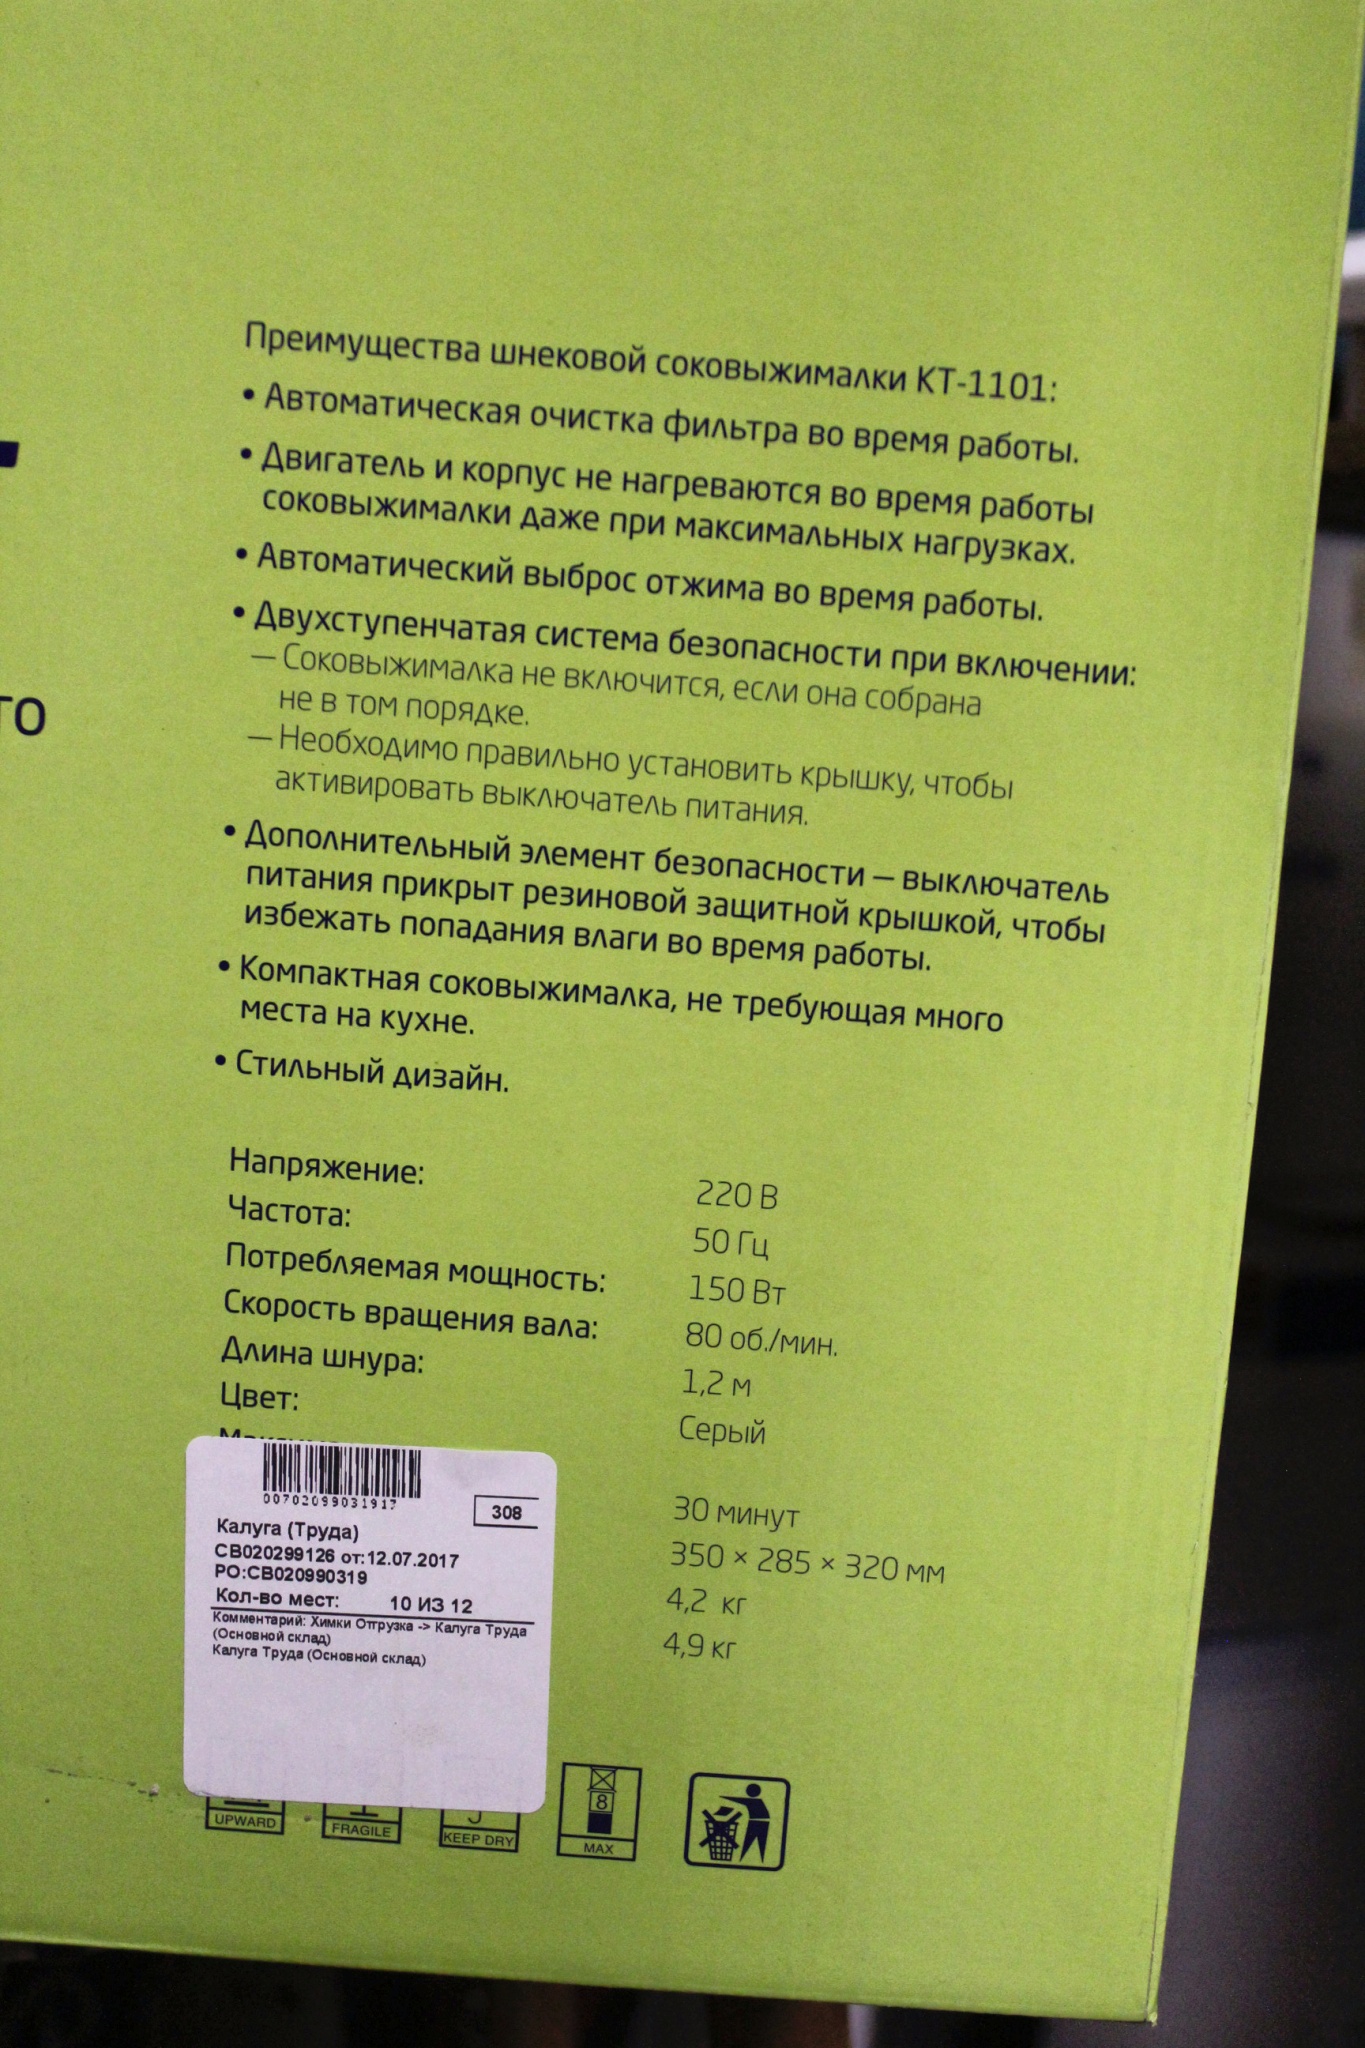 го
Преимущества шнековой соковыжималки КТ-1101:
• Автоматическая очистка фильтра во время работы.
• Двигатель и корпус не нагреваются во время работы
соковыжималки даже при максимальных нагрузках.
• Автоматический выброс отжима во время работы.
• Двухступенчатая система безопасности при включении:
— Соковыжималка не включится, если она собрана
не в том порядке.
— Необходимо правильно установить крышку, чтобы
активировать выключатель питания.
• Дополнительный элемент безопасности — выключатель
питания прикрыт резиновой защитной крышкой, чтобы
избежать попадания влаги во время работы.
• Компактная соковыжималка, не требующая много
места на кухне.
• Стильный дизайн.
Напряжение: 220 В
Частота: 50 Гц
Потребляемая мощность: 150 Вт
Скорость вращения вала: 80 об./мин.
Длина шнура: 1,2 м
Цвет: Серый
30 минут
350 × 285 × 320 мм
4,2 кг
4,9 кг
00702099031917
308
Калуга (Труда)
СВ020299126 от:12.07.2017
РО:СВ020990319
Кол-во мест: 10 ИЗ 12
Комментарий: Химки Отгрузка -> Калуга Труда
(Основной склад)
Калуга Труда (Основной склад)
UPWARD
FRAGILE
KEEP DRY
8
MAX